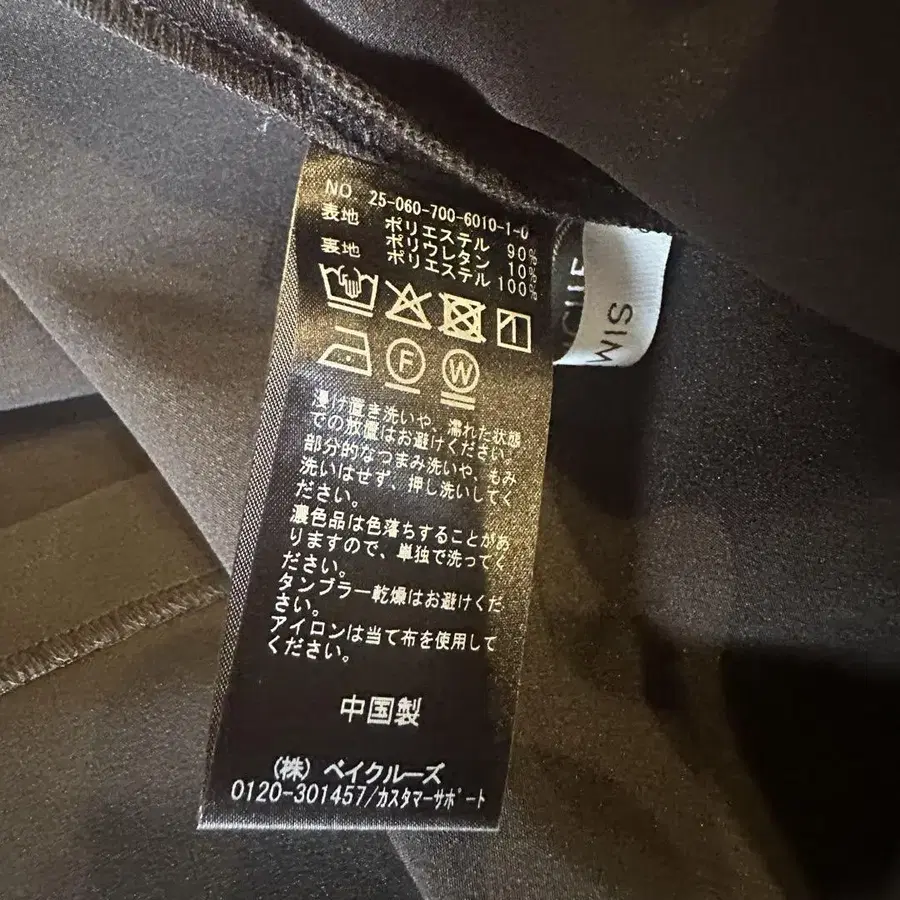 NO 25-060-700-6010-1-0
表地 ポリエステル 90%
ポリウレタン 10%
裏地 ポリエステル 100%
F W
浸け置き洗いや、濡れた状態
での放置はお避けください。
部分的なつまみ洗いや、もみ
洗いはせず、押し洗いしてく
ださい。
濃色品は色落ちすることがあ
りますので、単独で洗ってく
ださい。
タンブラー乾燥はお避けくだ
さい。
アイロンは当て布を使用して
ください。
中国製
(株) ベイクルーズ
0120-301457/カスタマーサポート
SIM